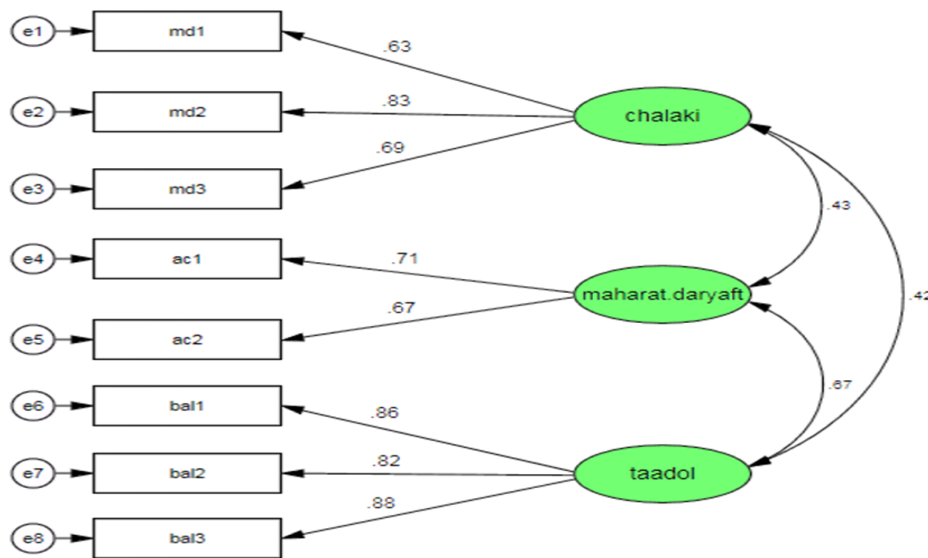 e1
md1
.63
e2
md2
.83
chalaki
.69
e3
md3
.43
e4
ac1
.71
maharat.daryaft
.42
.67
e5
ac2
.67
e6
bal1
.86
e7
bal2
.82
taadol
.88
e8
bal3